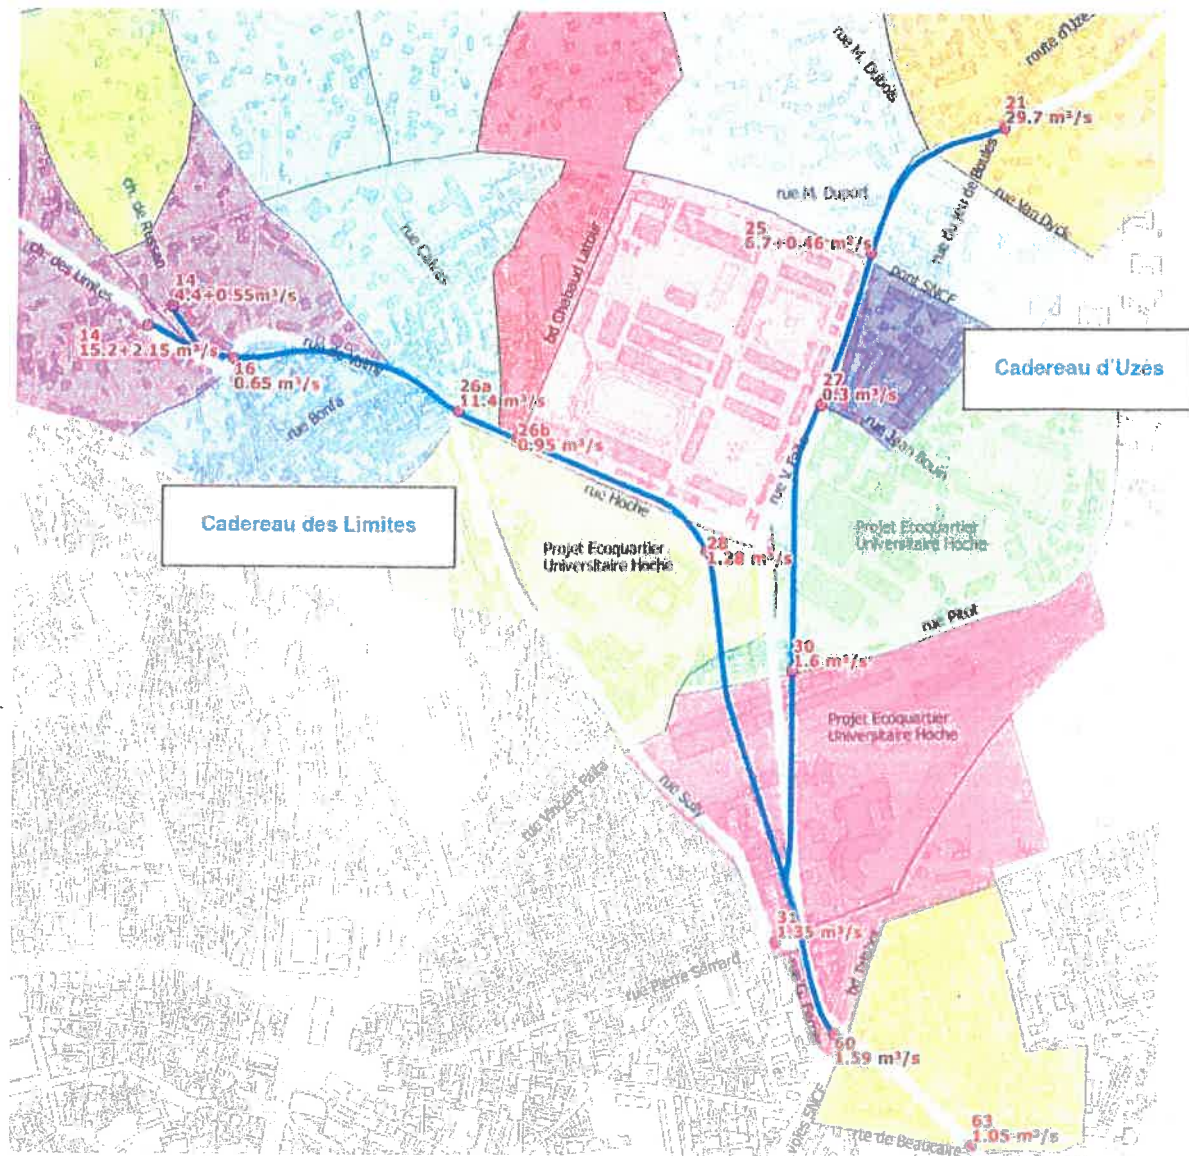 rue M. Dubois
route d'Uzès
21
29.7 m³/s
rue M. Duport
rue du jeu de Boules
rue Van Dyck
ch. de Russan
rue Calvas
25
6.7+0.46 m³/s
pont SNCF
ch. des Limites
14
4.4+0.55m³/s
bd Chabaud Latour
14
15.2+2.15 m³/s
16
0.65 m³/s
rue Bonfa
26a
11.4 m³/s
26b
0.95 m³/s
27
0.3 m³/s
Cadereau d'Uzès
rue Jean Bouin
rue Hoche
Cadereau des Limites
Projet Ecoquartier
Universitaire Hoche
Projet Ecoquartier
Universitaire Hoche
28
1.28 m³/s
rue Pitot
30
1.6 m³/s
Projet Ecoquartier
Universitaire Hoche
rue Vincent Faïta
rue Sully
31
1.35 m³/s
rue Pierre Semard
60
1.59 m³/s
voies SNCF
63
1.05 m³/s
rte de Beaucaire